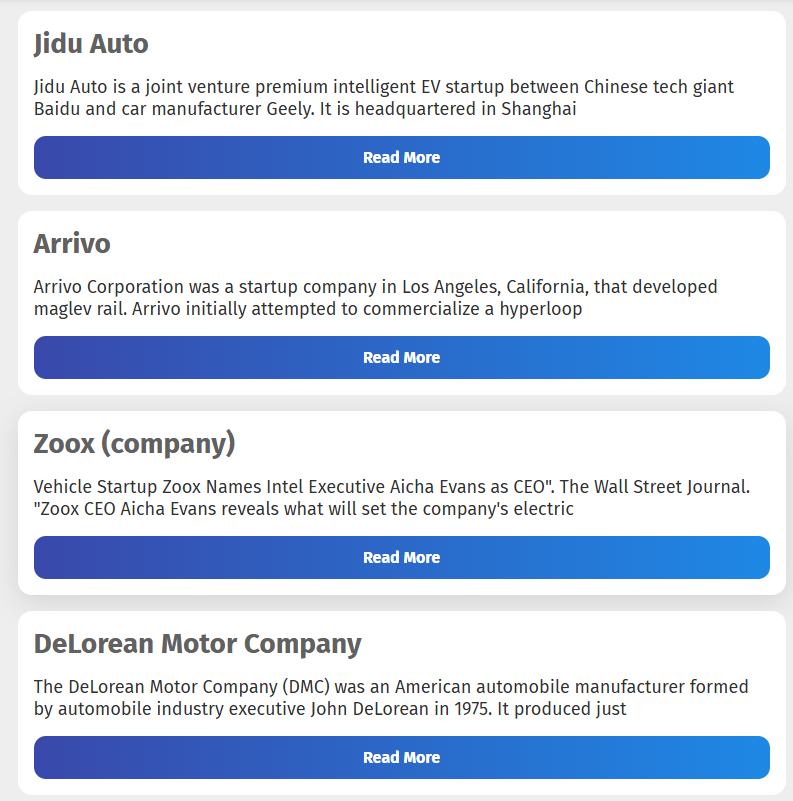 Jidu Auto
Jidu Auto is a joint venture premium intelligent EV startup between Chinese tech giant
Baidu and car manufacturer Geely. It is headquartered in Shanghai
Read More
Arrivo
Arrivo Corporation was a startup company in Los Angeles, California, that developed
maglev rail. Arrivo initially attempted to commercialize a hyperloop
Read More
Zoox (company)
Vehicle Startup Zoox Names Intel Executive Aicha Evans as CEO". The Wall Street Journal.
"Zoox CEO Aicha Evans reveals what will set the company's electric
Read More
DeLorean Motor Company
The DeLorean Motor Company (DMC) was an American automobile manufacturer formed
by automobile industry executive John DeLorean in 1975. It produced just
Read More